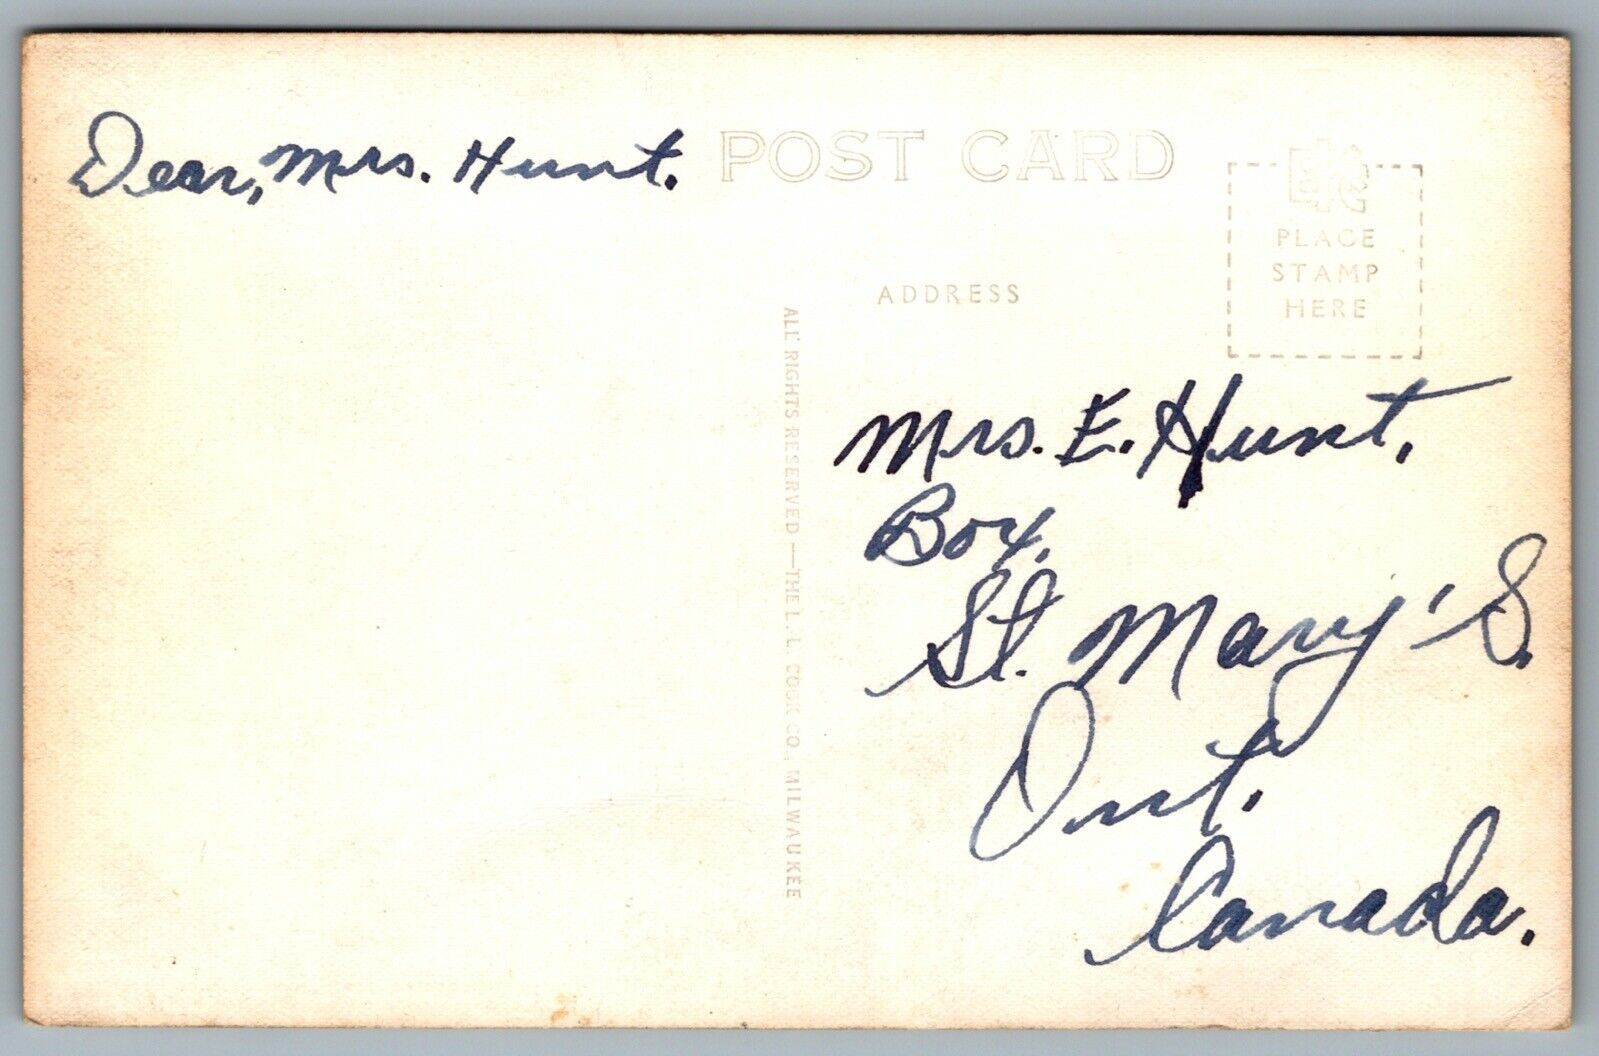 Dear, Mrs. Hunt.
POST CARD
PLACE
STAMP
HERE
ADDRESS
ALL RIGHTS RESERVED—THE L. L. COOK CO., MILWAUKEE
Mrs. E. Hunt,
Box,
St. Mary's.
Ont.
Canada.